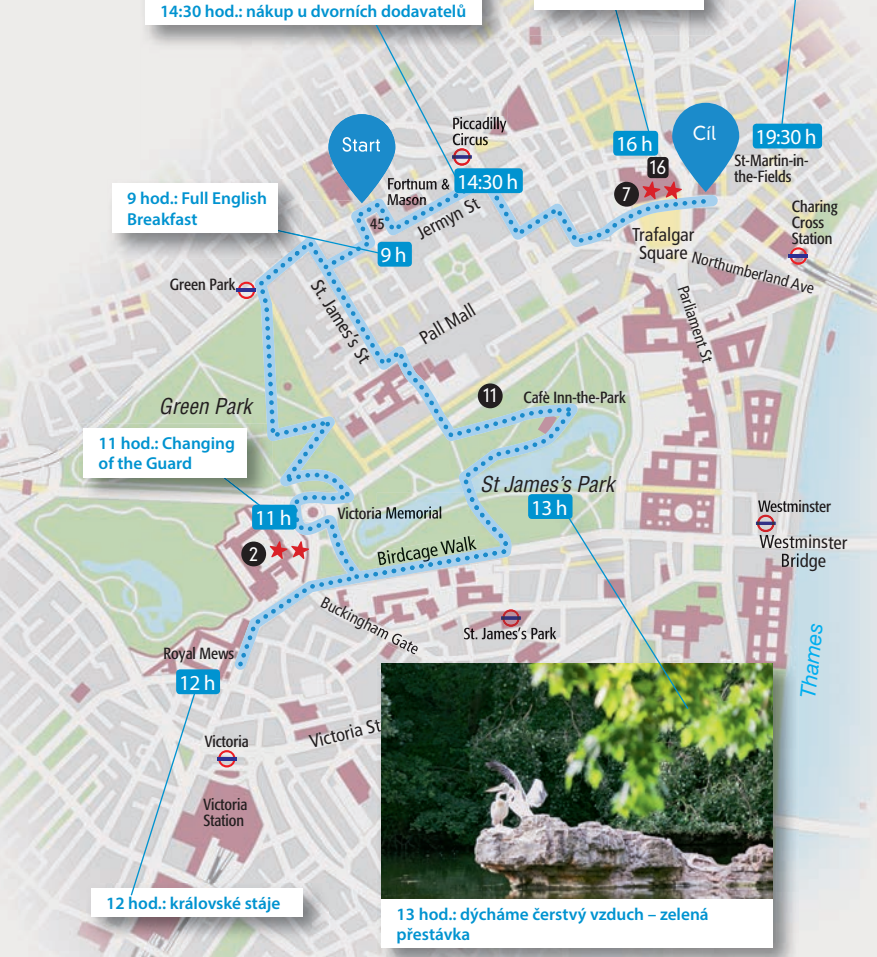 14:30 hod.: nákup u dvorních dodavatelů
Piccadilly
Circus
Start
Cíl
16 h
16
19:30 h
St-Martin-in-
the-Fields
7
Fortnum &
Mason
14:30 h
45
Jermyn St
9 hod.: Full English
Breakfast
9 h
Charing
Cross
Station
Trafalgar
Square
Northumberland Ave
Green Park
St. James's St
Pall Mall
Parliament St
Green Park
11
Cafè Inn-the-Park
11 hod.: Changing
of the Guard
St James's Park
13 h
11 h
Victoria Memorial
2
Birdcage Walk
Westminster
Westminster
Bridge
Buckingham Gate
St. James's Park
Royal Mews
12 h
Thames
Victoria
Victoria St
Victoria
Station
12 hod.: královské stáje
13 hod.: dýcháme čerstvý vzduch – zelená
přestávka